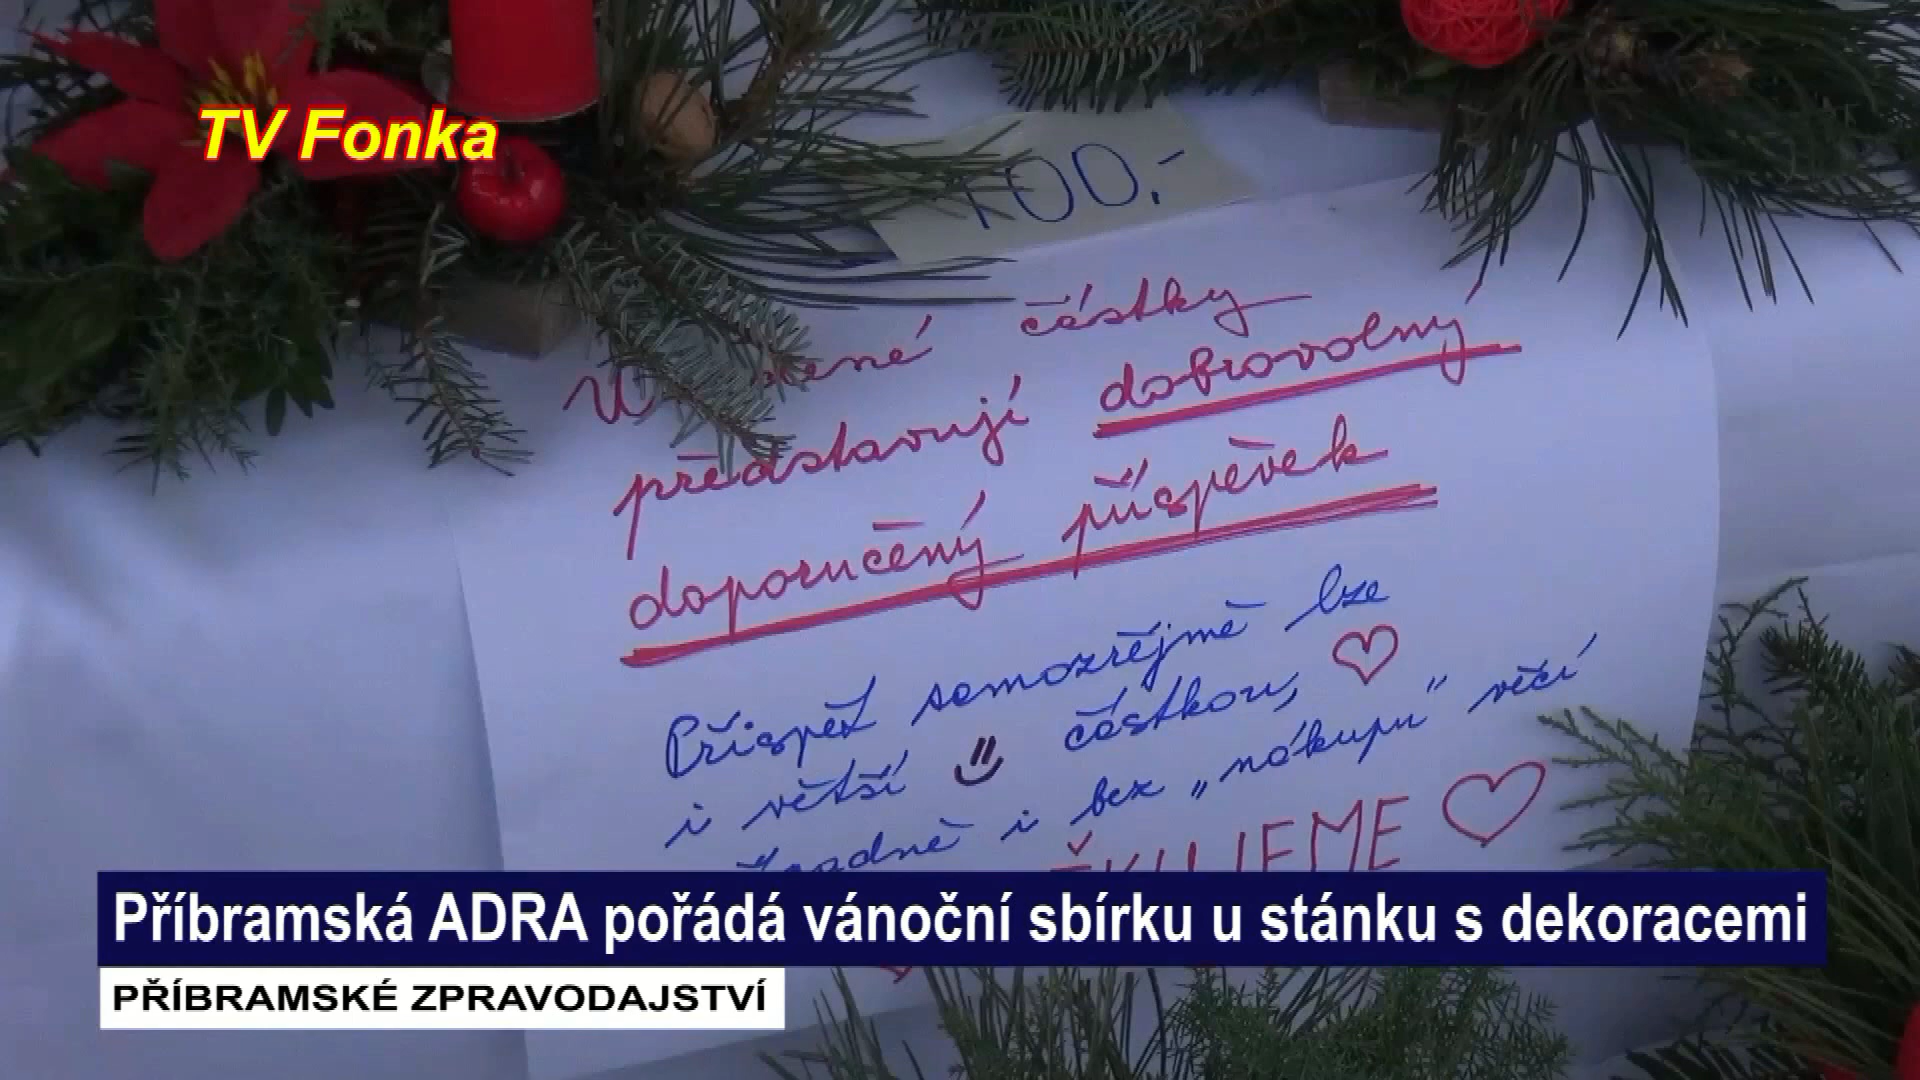 TV Fonka
100,-
částky
představují dobrovolný
doporučený příspěvek
Přispět samozřejmě lze
i větší částkou,
i bez „nákupu" věcí
Příbramská ADRA pořádá vánoční sbírku u stánku s dekoracemi
PŘÍBRAMSKÉ ZPRAVODAJSTVÍ